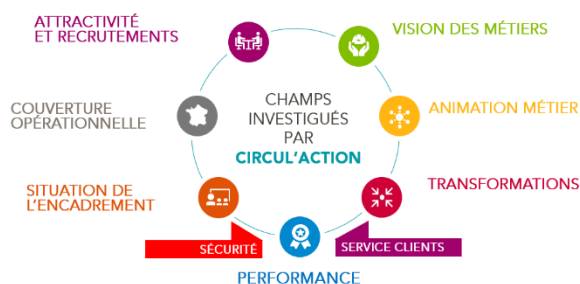 ATTRACTIVITÉ
ET RECRUTEMENTS
VISION DES MÉTIERS
COUVERTURE
OPÉRATIONNELLE
CHAMPS
INVESTIGUÉS
PAR
CIRCUL'ACTION
ANIMATION MÉTIER
SITUATION DE
L'ENCADREMENT
TRANSFORMATIONS
SÉCURITÉ
SERVICE CLIENTS
PERFORMANCE